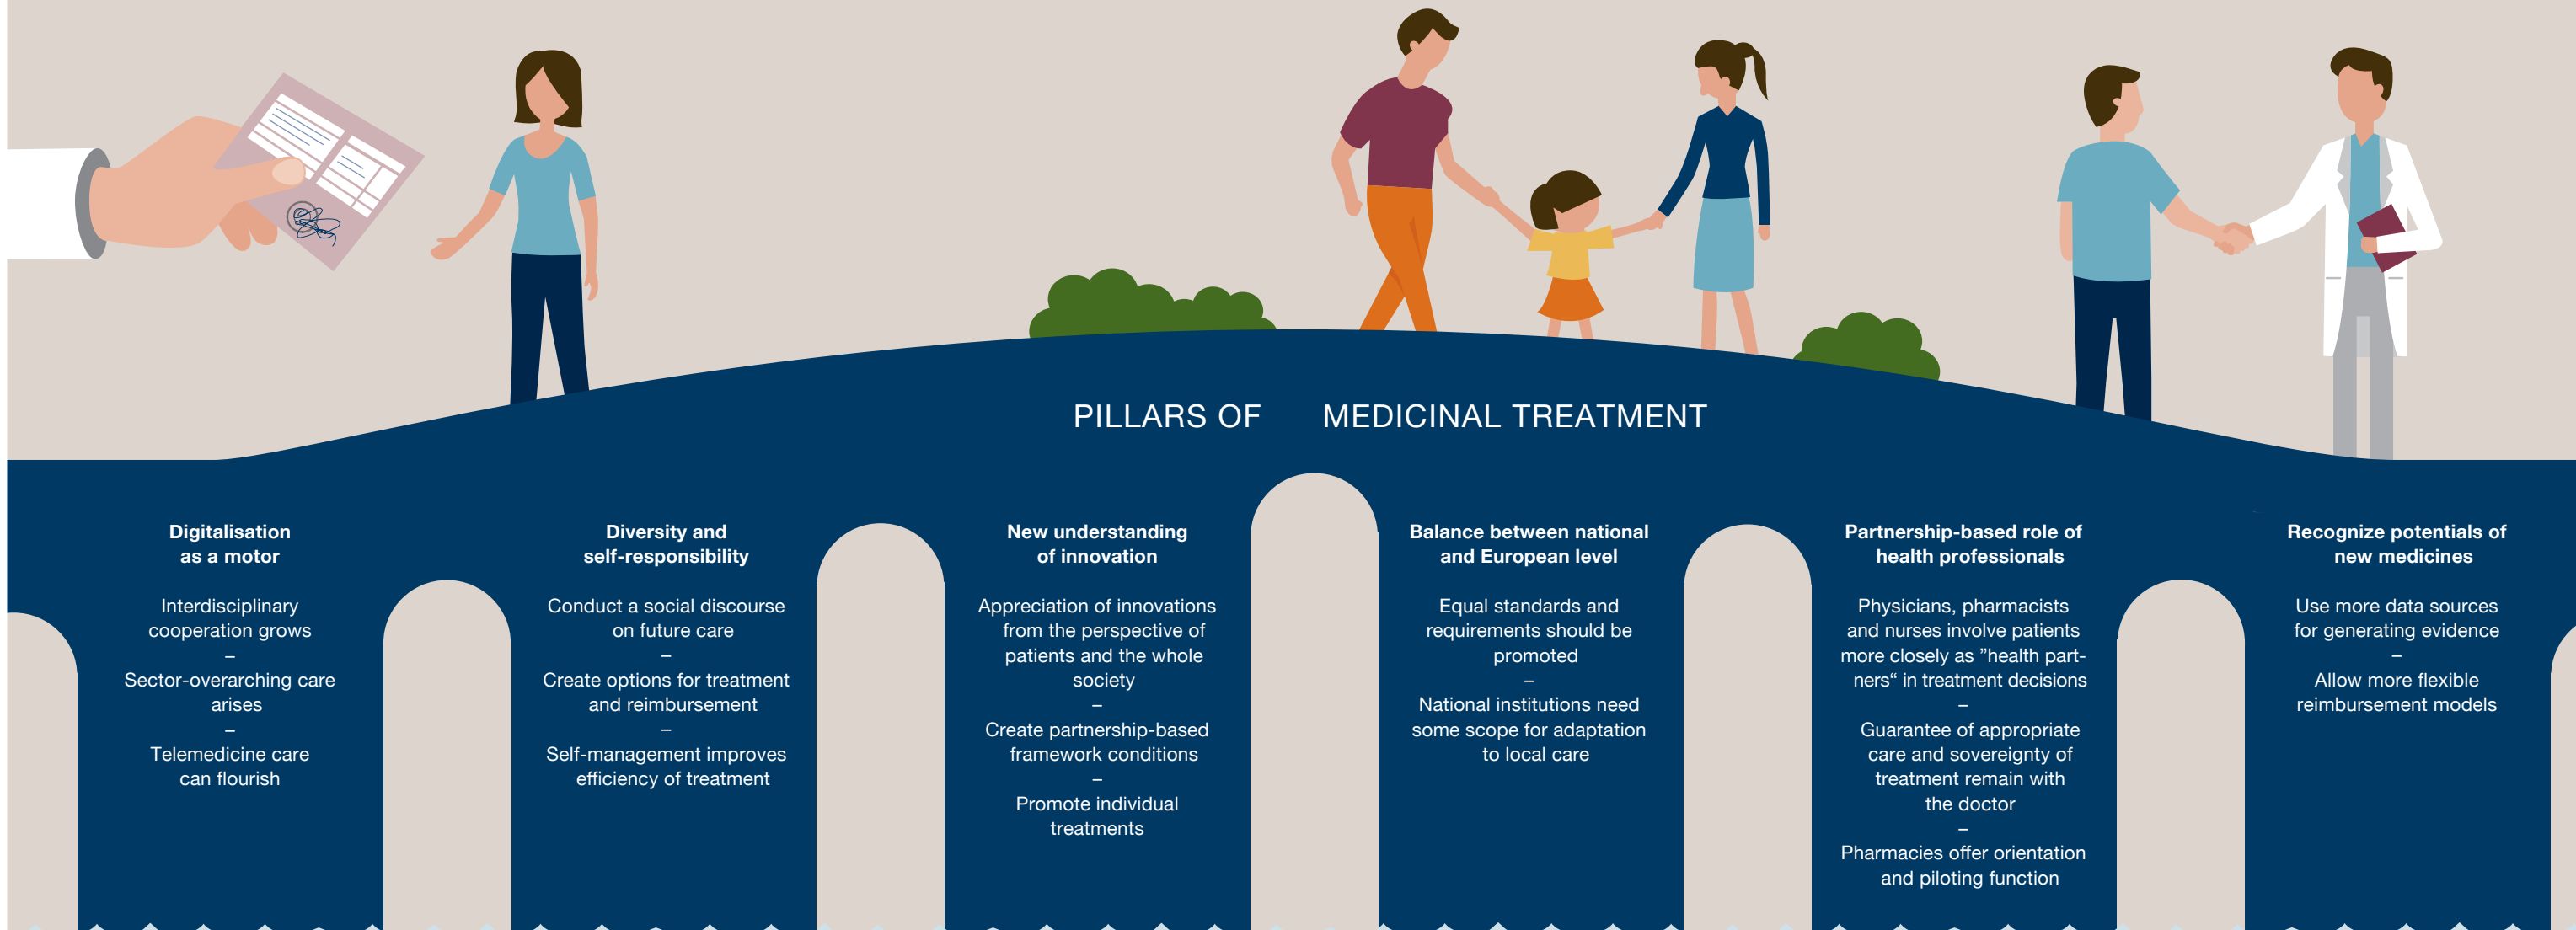 PILLARS OF MEDICINAL TREATMENT
Digitalisation
as a motor
Interdisciplinary
cooperation grows
–
Sector-overarching care
arises
–
Telemedicine care
can flourish
Diversity and
self-responsibility
Conduct a social discourse
on future care
–
Create options for treatment
and reimbursement
–
Self-management improves
efficiency of treatment
New understanding
of innovation
Appreciation of innovations
from the perspective of
patients and the whole
society
–
Create partnership-based
framework conditions
–
Promote individual
treatments
Balance between national
and European level
Equal standards and
requirements should be
promoted
–
National institutions need
some scope for adaptation
to local care
Partnership-based role of
health professionals
Physicians, pharmacists
and nurses involve patients
more closely as ”health part-
ners“ in treatment decisions
–
Guarantee of appropriate
care and sovereignty of
treatment remain with
the doctor
–
Pharmacies offer orientation
and piloting function
Recognize potentials of
new medicines
Use more data sources
for generating evidence
–
Allow more flexible
reimbursement models